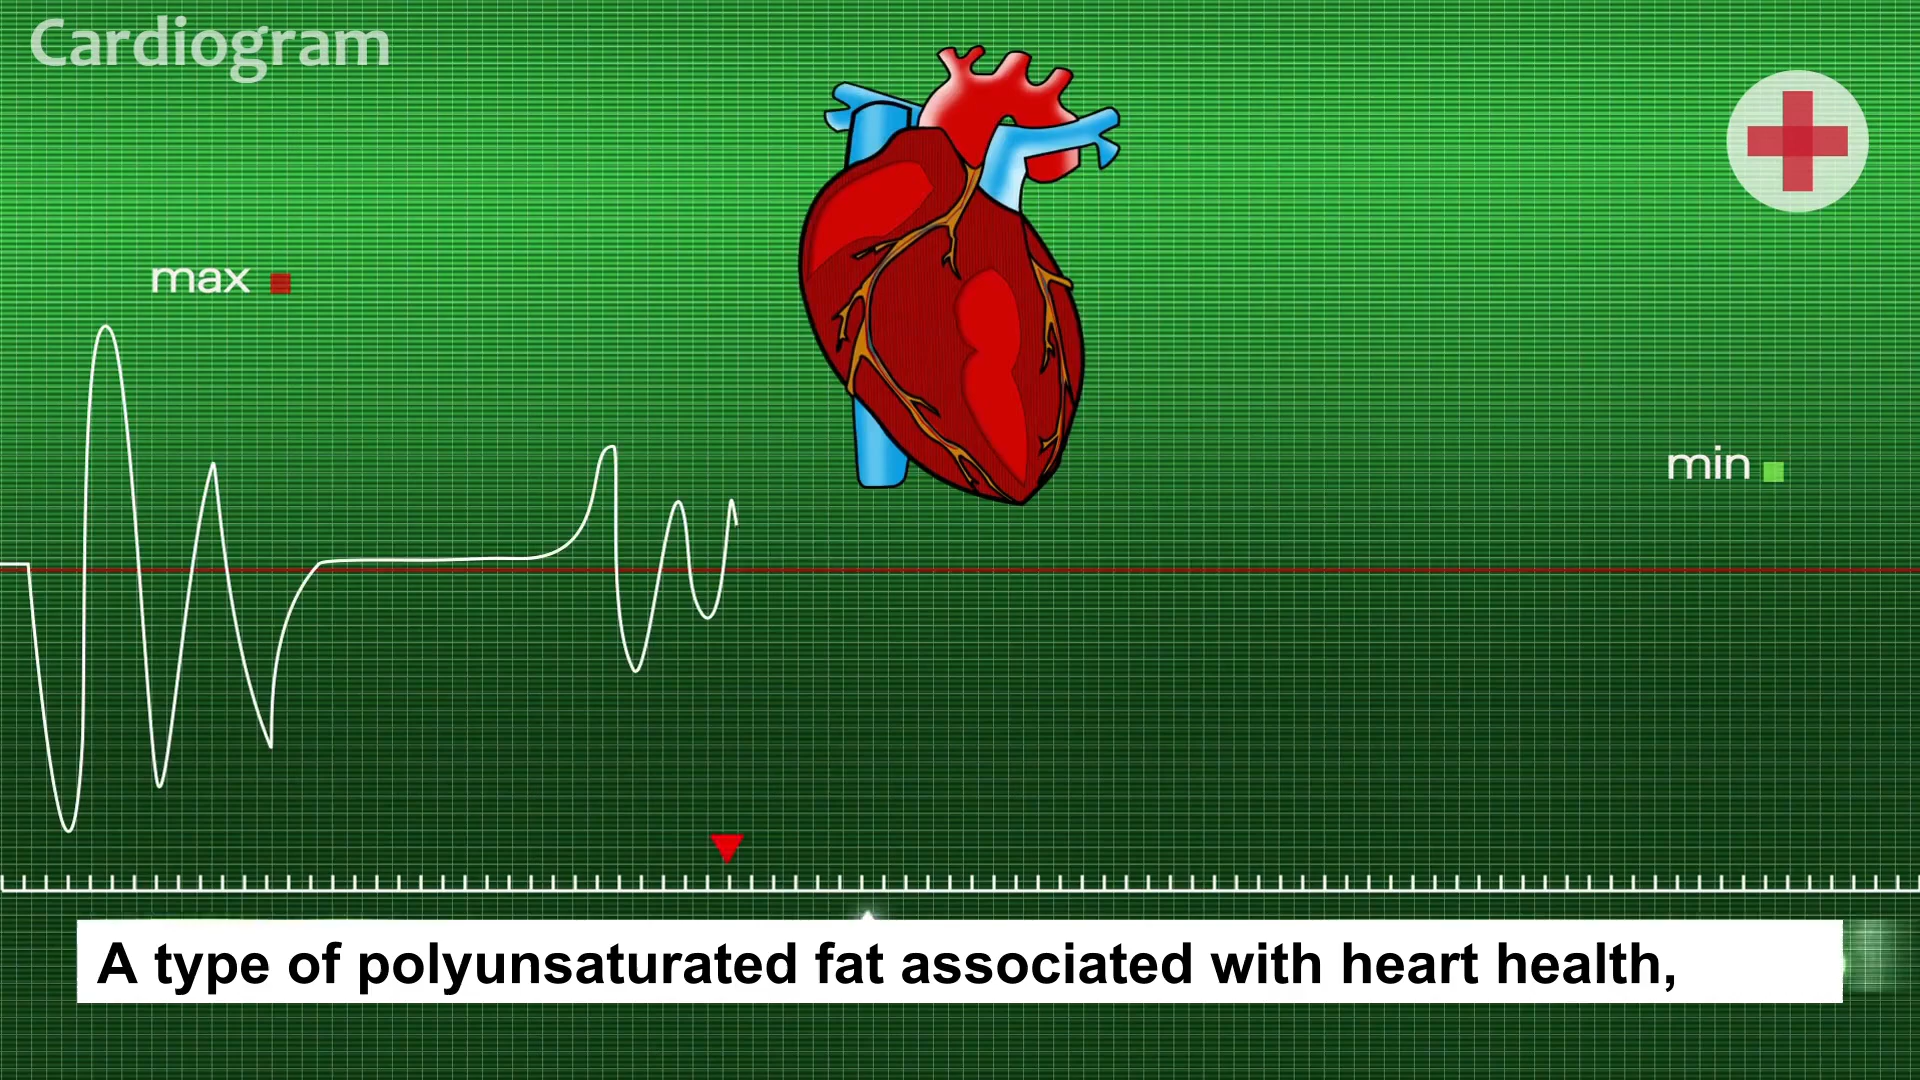 Cardiogram
max
min
A type of polyunsaturated fat associated with heart health,